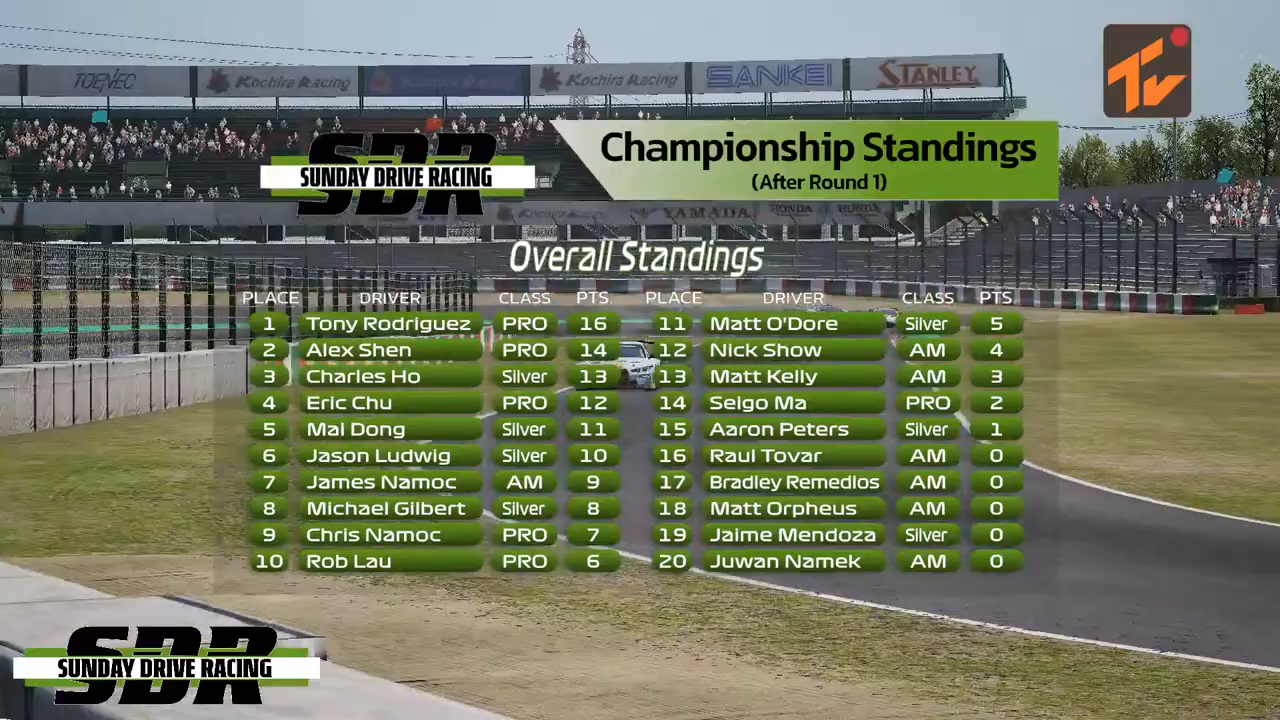 TOENEC
Kochira Racing
Kochira Racing
SANKEI
STANLEY
TV
SDR
SUNDAY DRIVE RACING
Championship Standings
(After Round 1)
Kochira Racing
YAMADA
HONDA
HONDA
Overall Standings
PLACE DRIVER CLASS PTS. PLACE DRIVER CLASS PTS.
1 Tony Rodriguez PRO 16 11 Matt O'Dore Silver 5
2 Alex Shen PRO 14 12 Nick Show AM 4
3 Charles Ho Silver 13 13 Matt Kelly AM 3
4 Eric Chu PRO 12 14 Seigo Ma PRO 2
5 Mai Dong Silver 11 15 Aaron Peters Silver 1
6 Jason Ludwig Silver 10 16 Raul Tovar AM 0
7 James Namoc AM 9 17 Bradley Remedios AM 0
8 Michael Gilbert Silver 8 18 Matt Orpheus AM 0
9 Chris Namoc PRO 7 19 Jaime Mendoza Silver 0
10 Rob Lau PRO 6 20 Juwan Namek AM 0
SDR
SUNDAY DRIVE RACING